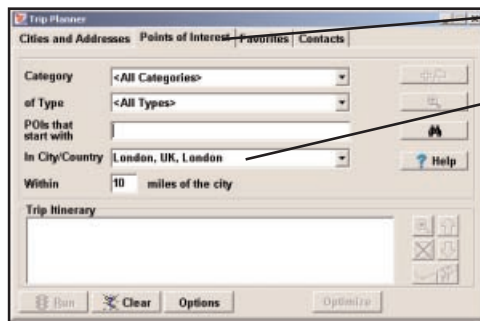 Trip Planner
Cities and Addresses Points of Interest Favorites Contacts
Category <All Categories>
of Type <All Types>
POIs that
start with
In City/Country London, UK, London
Help
Within 10 miles of the city
Trip Itinerary
Run Clear Options Optimize